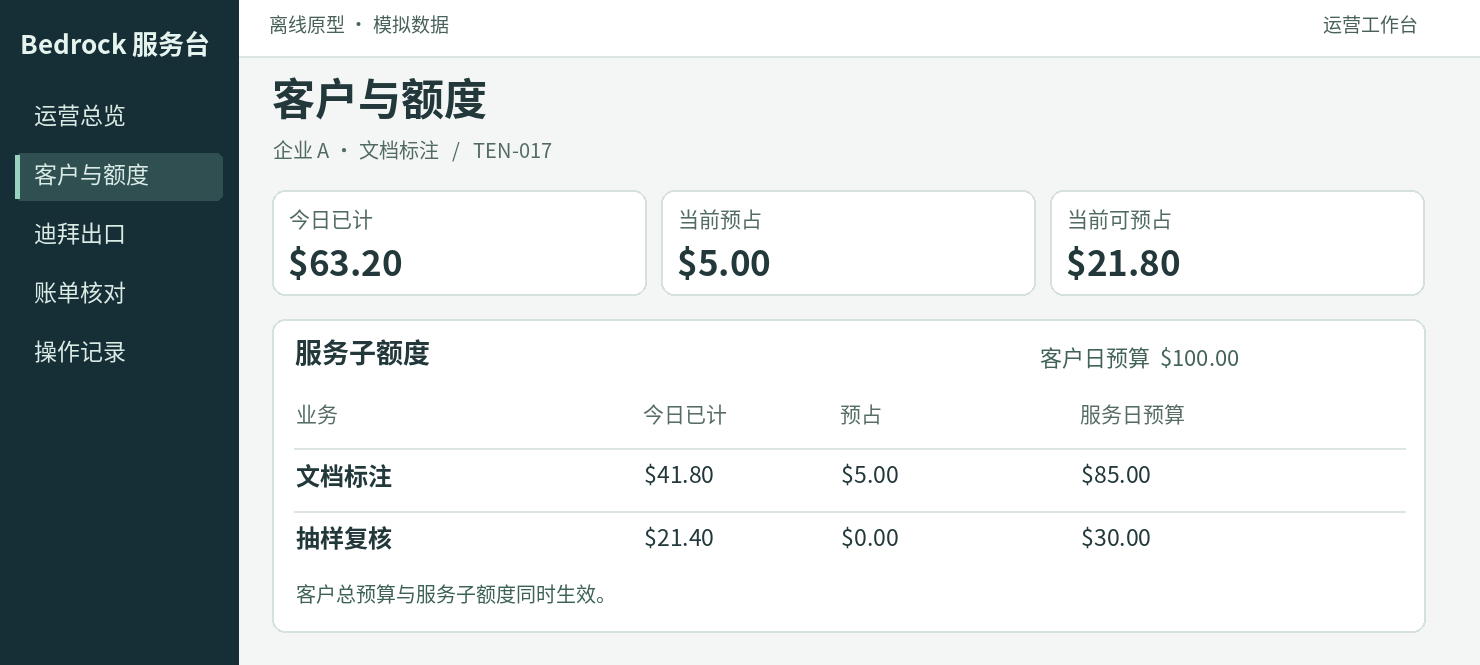 Bedrock 服务台
运营总览
客户与额度
迪拜出口
账单核对
操作记录
离线原型 · 模拟数据
运营工作台
客户与额度
企业 A · 文档标注 / TEN-017
今日已计
$63.20
当前预占
$5.00
当前可预占
$21.80
服务子额度
客户日预算 $100.00
业务 今日已计 预占 服务日预算
文档标注 $41.80 $5.00 $85.00
抽样复核 $21.40 $0.00 $30.00
客户总预算与服务子额度同时生效。